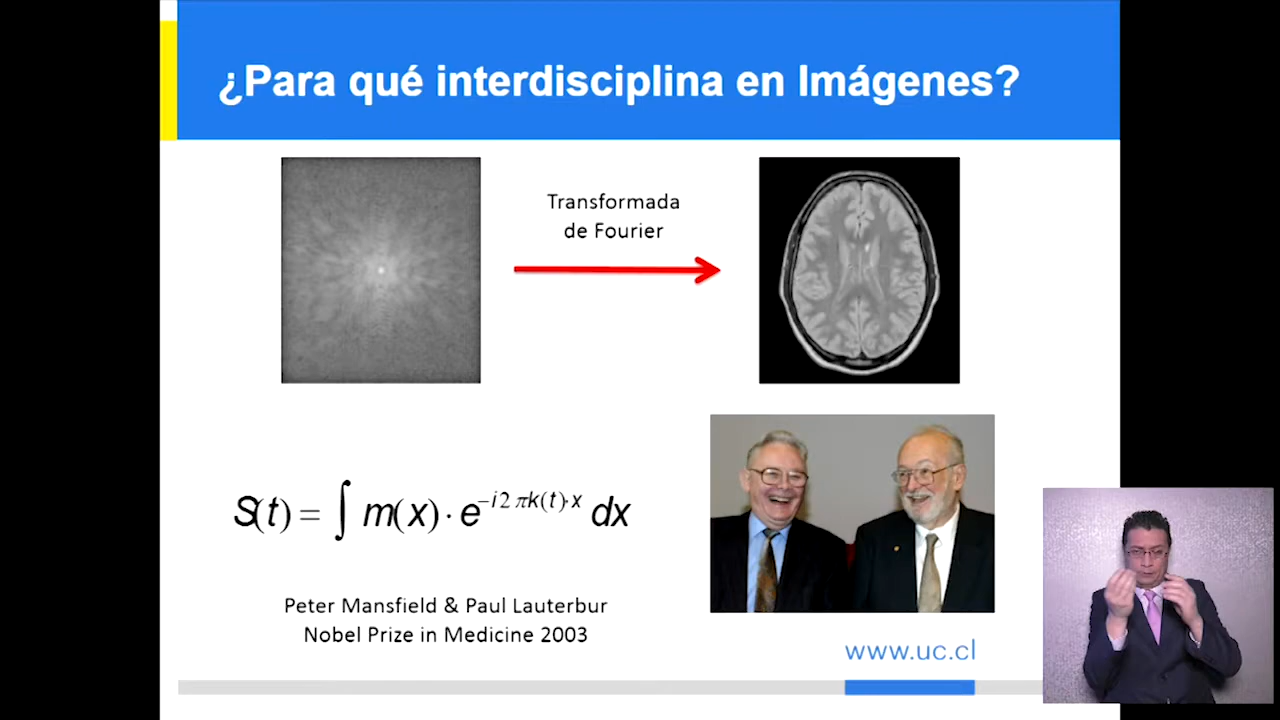 ¿Para qué interdisciplina en Imágenes?
Transformada
de Fourier
S(t) = ∫ m(x) · e^{-i2πk(t)·x} dx
Peter Mansfield & Paul Lauterbur
Nobel Prize in Medicine 2003
www.uc.cl